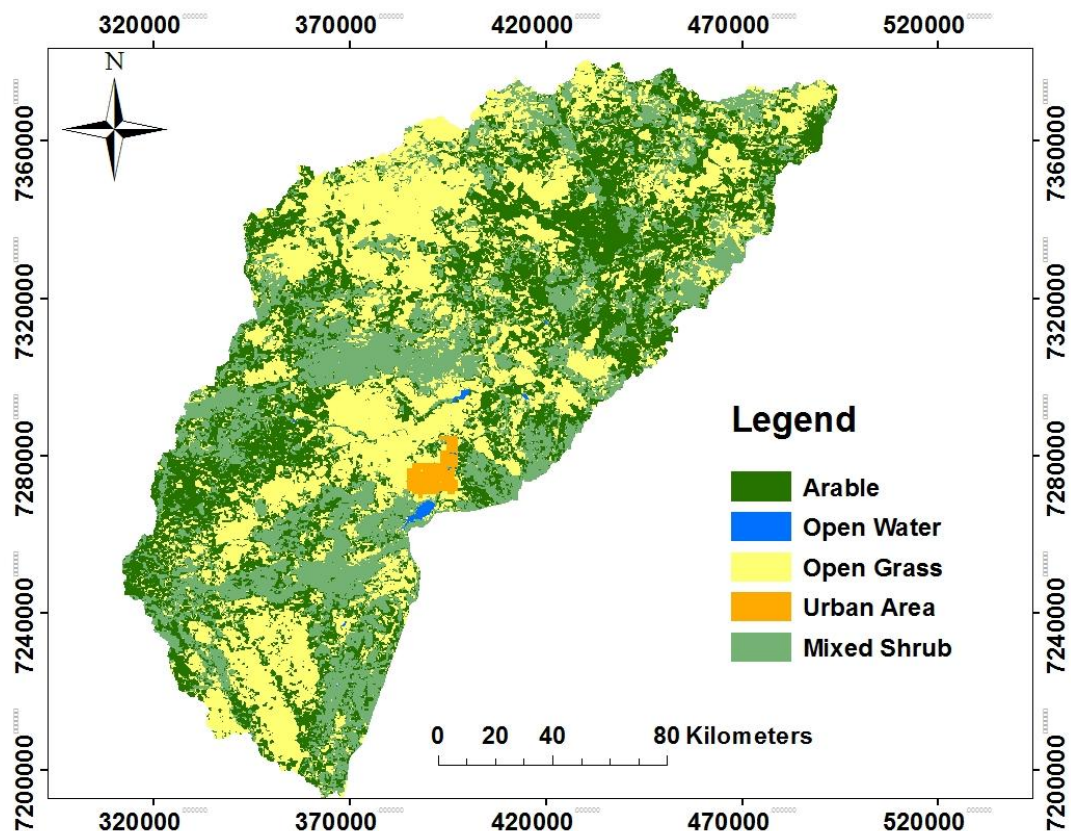 320000 370000 420000 470000 520000
N
7360000 7360000
7320000 7320000
Legend
7280000 7280000
Arable
Open Water
Open Grass
Urban Area
Mixed Shrub
7240000 7240000
0 20 40 80 Kilometers
7200000 7200000
320000 370000 420000 470000 520000